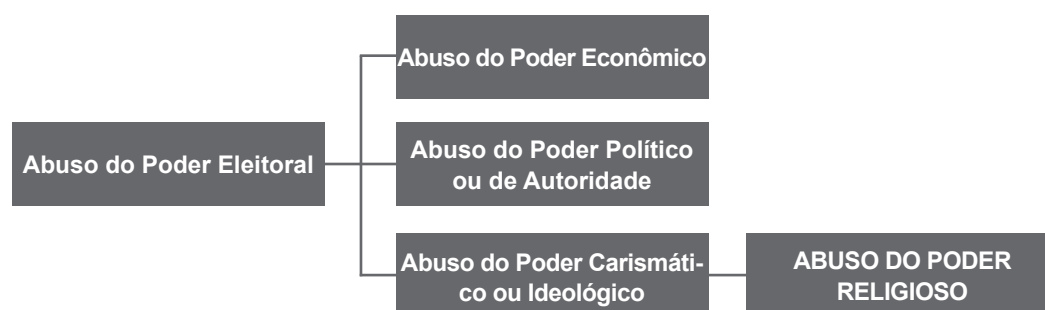 Abuso do Poder Econômico
Abuso do Poder Eleitoral
Abuso do Poder Político
ou de Autoridade
Abuso do Poder Carismáti-
co ou Ideológico
ABUSO DO PODER
RELIGIOSO